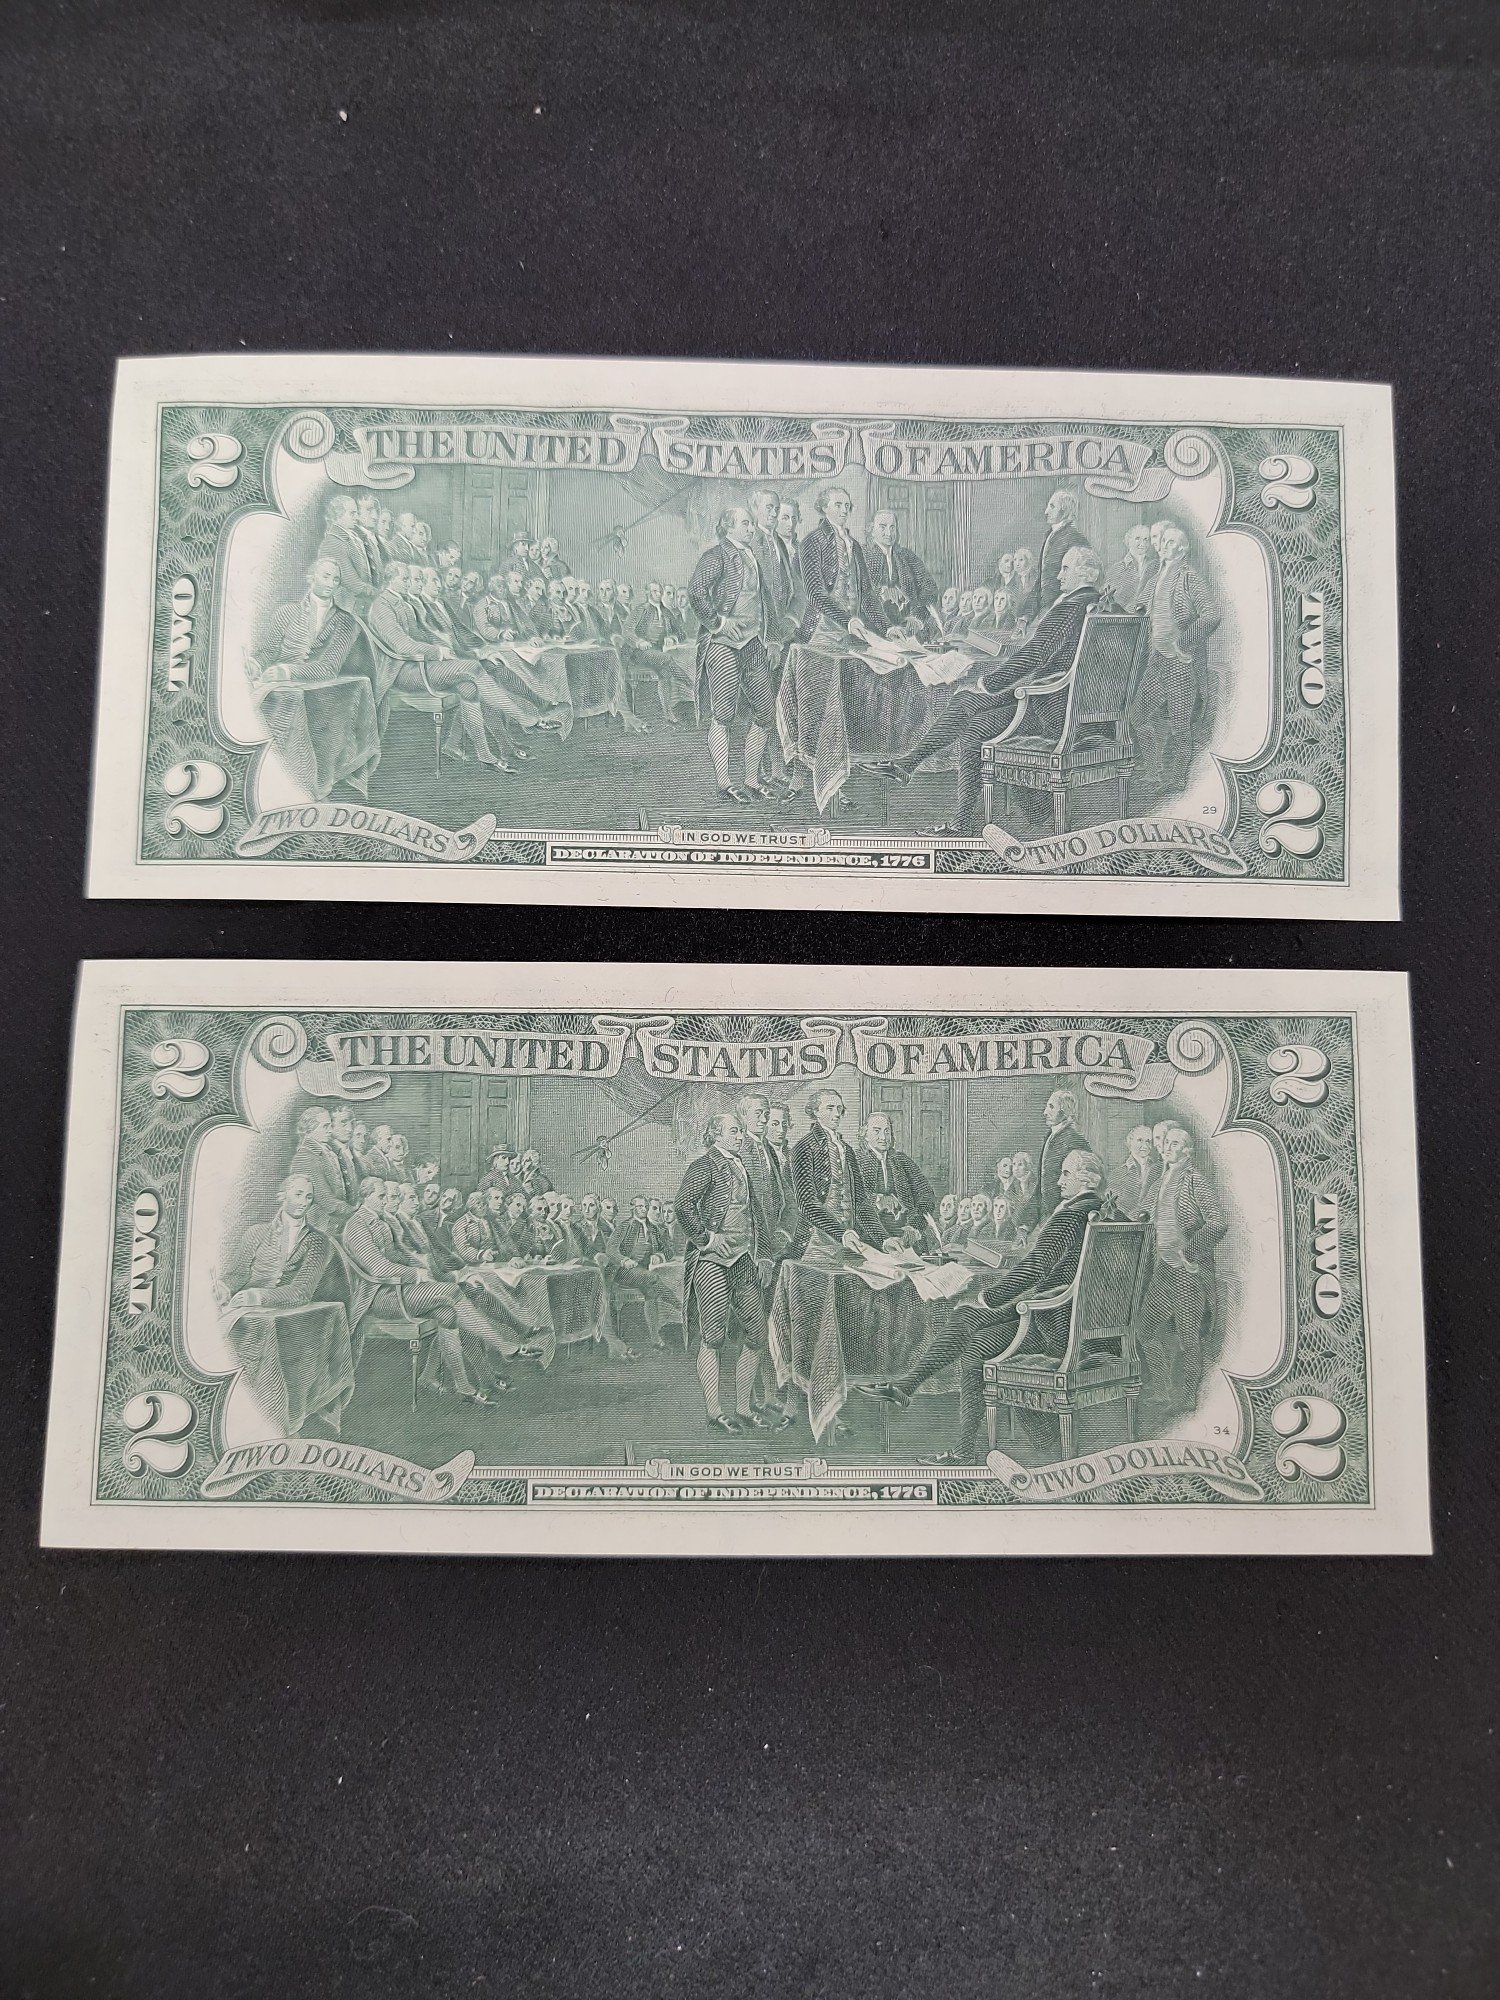 THE UNITED STATES OF AMERICA
2 2
TWO TWO
2 2
29
TWO DOLLARS IN GOD WE TRUST TWO DOLLARS
DECLARATION OF INDEPENDENCE, 1776
THE UNITED STATES OF AMERICA
2 2
TWO TWO
2 2
34
TWO DOLLARS IN GOD WE TRUST TWO DOLLARS
DECLARATION OF INDEPENDENCE, 1776